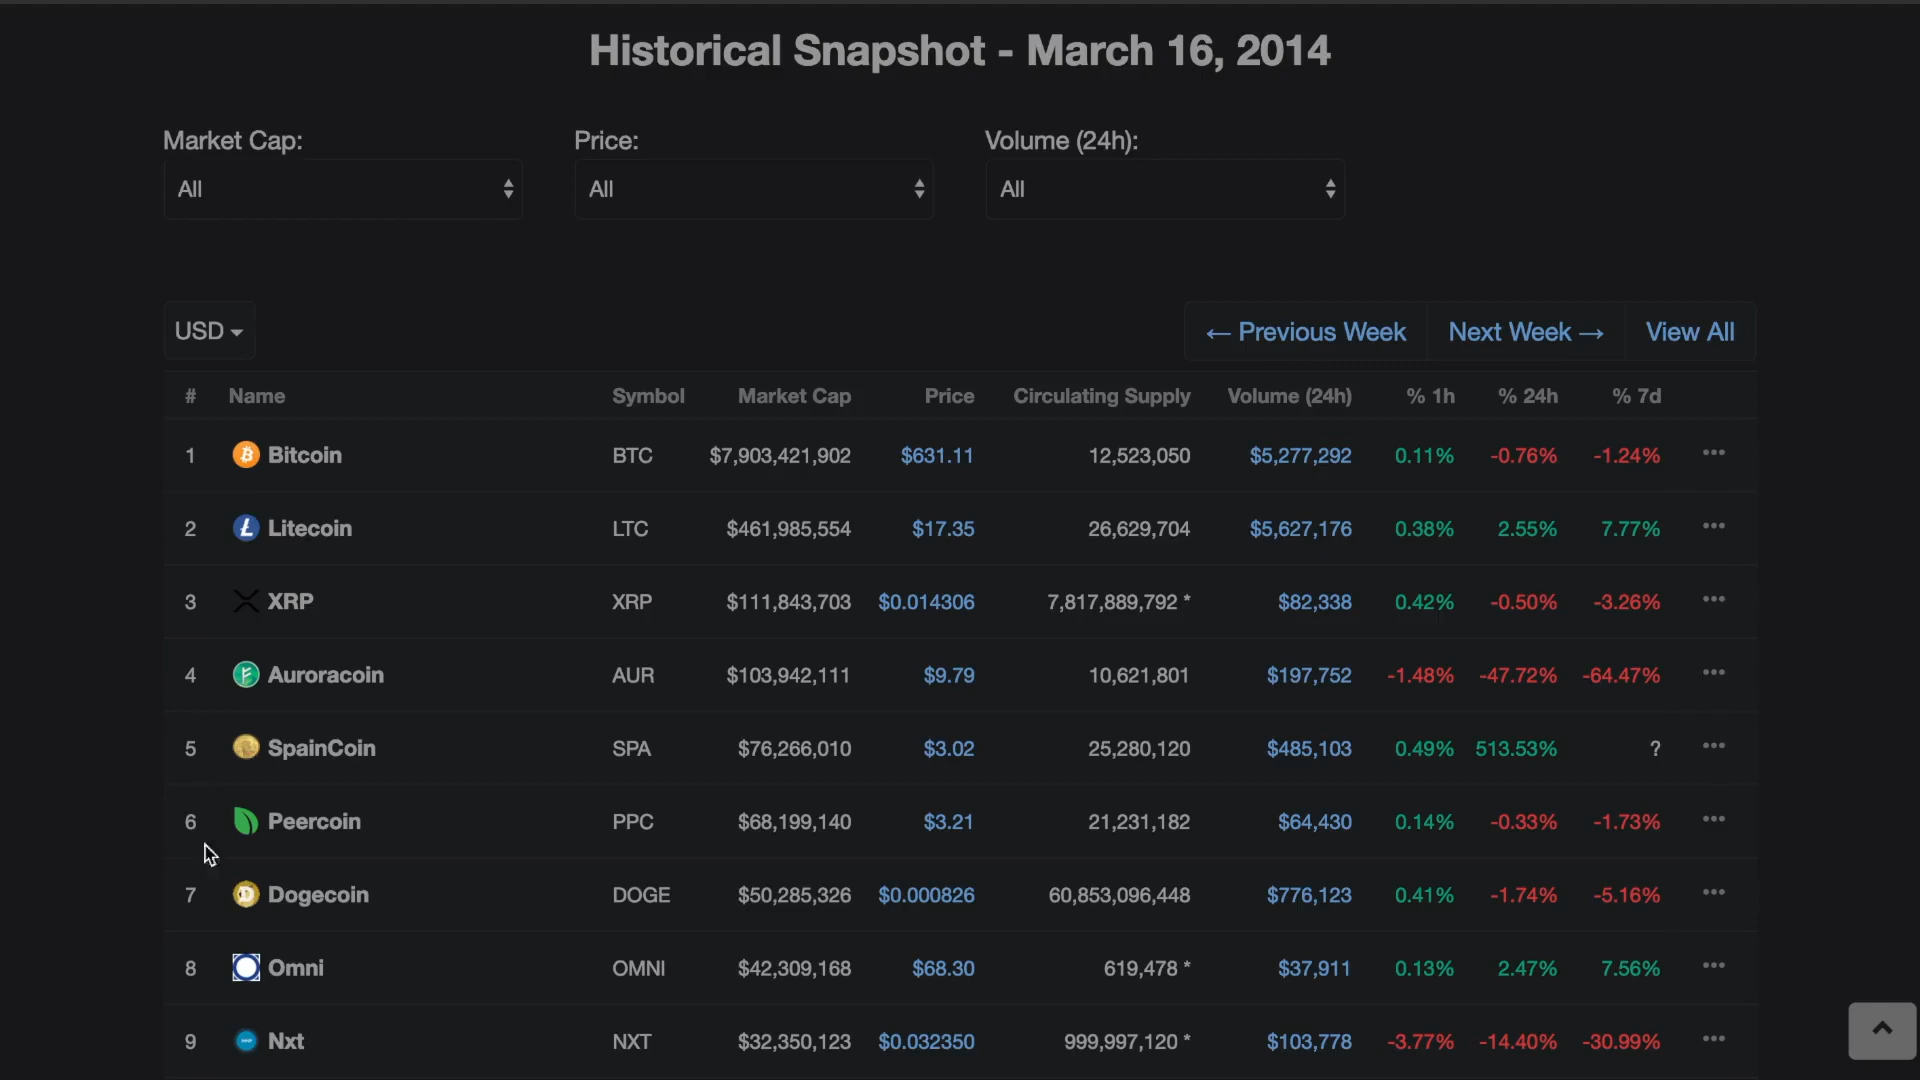 Historical Snapshot - March 16, 2014
Market Cap: Price: Volume (24h):
All All All
USD ← Previous Week Next Week → View All
# Name Symbol Market Cap Price Circulating Supply Volume (24h) % 1h % 24h % 7d
1 Bitcoin BTC $7,903,421,902 $631.11 12,523,050 $5,277,292 0.11% -0.76% -1.24%
2 Litecoin LTC $461,985,554 $17.35 26,629,704 $5,627,176 0.38% 2.55% 7.77%
3 XRP XRP $111,843,703 $0.014306 7,817,889,792 * $82,338 0.42% -0.50% -3.26%
4 Auroracoin AUR $103,942,111 $9.79 10,621,801 $197,752 -1.48% -47.72% -64.47%
5 SpainCoin SPA $76,266,010 $3.02 25,280,120 $485,103 0.49% 513.53% ?
6 Peercoin PPC $68,199,140 $3.21 21,231,182 $64,430 0.14% -0.33% -1.73%
7 Dogecoin DOGE $50,285,326 $0.000826 60,853,096,448 $776,123 0.41% -1.74% -5.16%
8 Omni OMNI $42,309,168 $68.30 619,478 * $37,911 0.13% 2.47% 7.56%
9 Nxt NXT $32,350,123 $0.032350 999,997,120 * $103,778 -3.77% -14.40% -30.99%